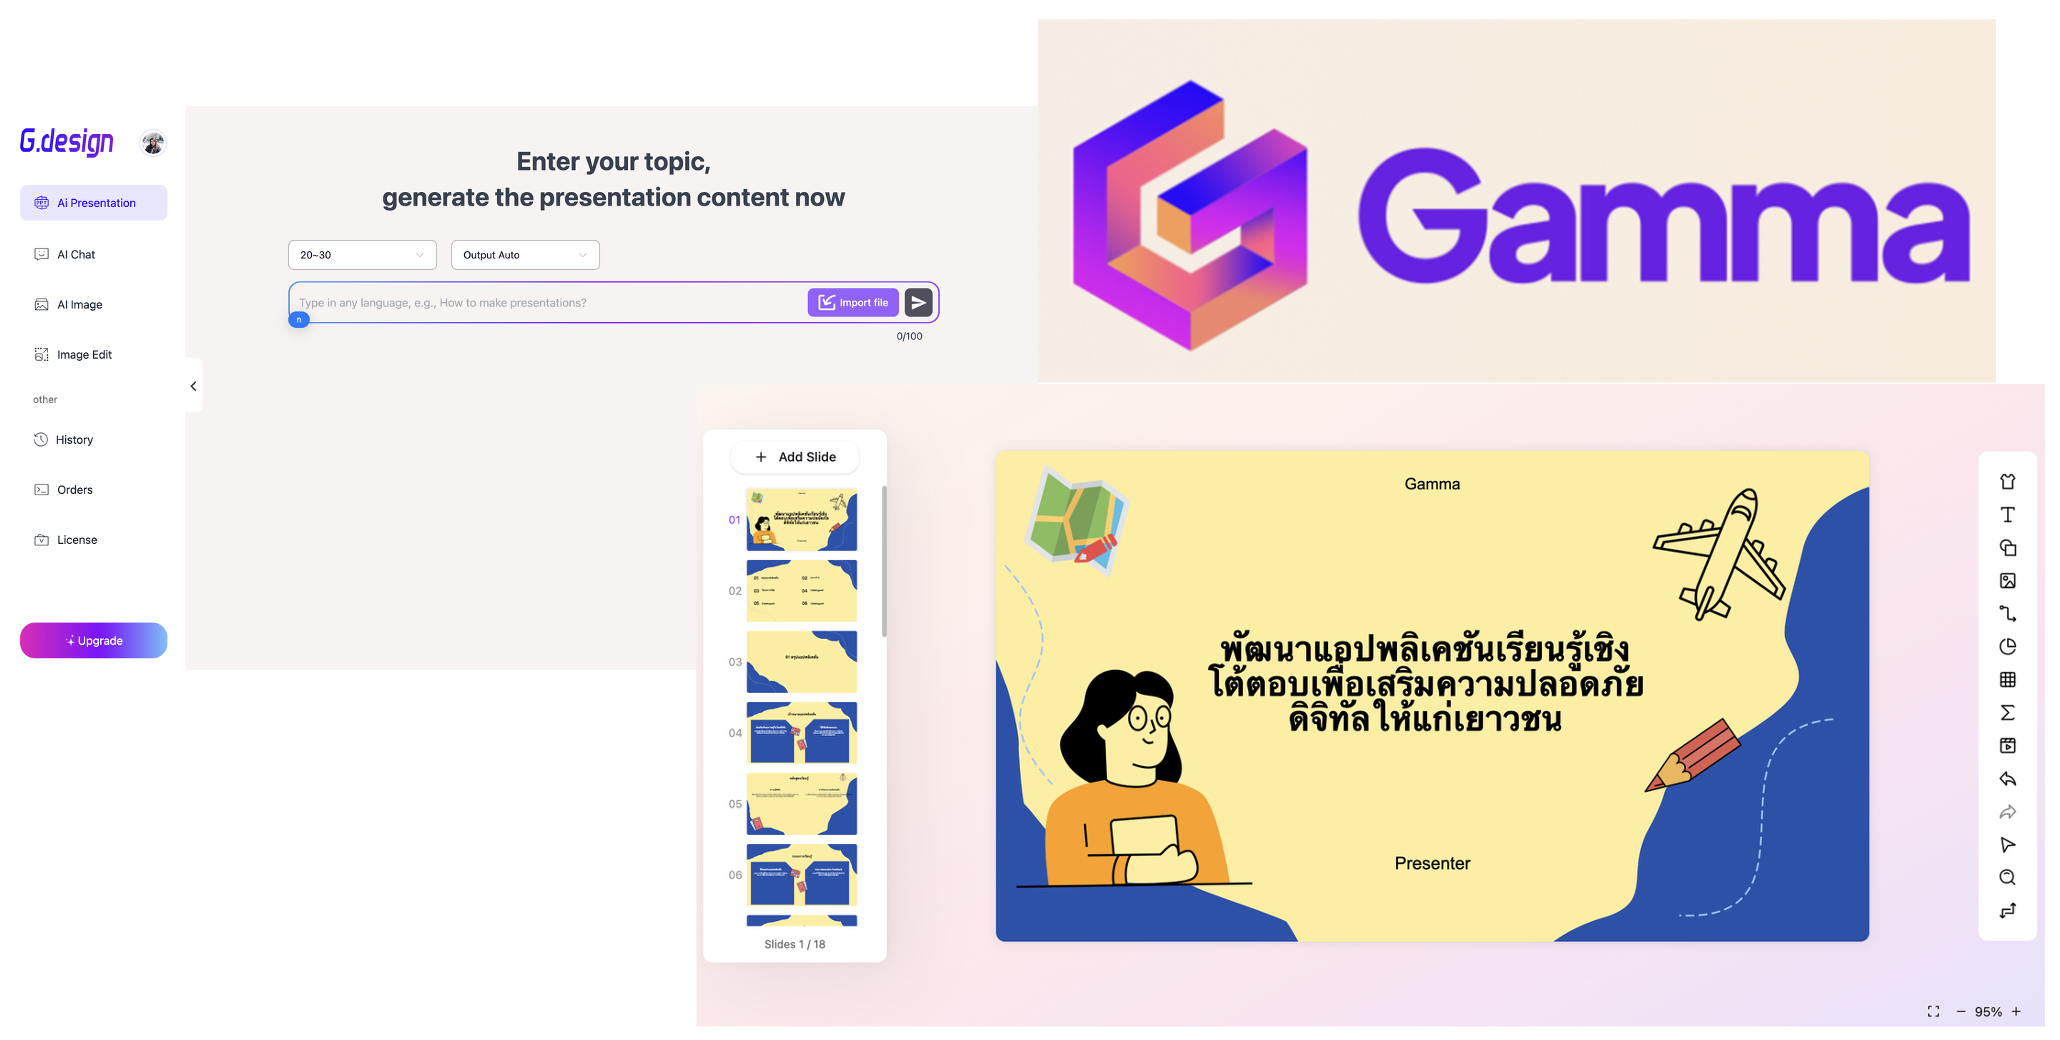 G.design
Ai Presentation
AI Chat
AI Image
Image Edit
other
History
Orders
License
Upgrade
Enter your topic,
generate the presentation content now
20~30
Output Auto
Type in any language, e.g., How to make presentations?
Import file
n
0/100
Gamma
Add Slide
01
02
03
04
05
06
Slides 1 / 18
Gamma
พัฒนาแอปพลิเคชันเรียนรู้เชิง
โต้ตอบเพื่อเสริมความปลอดภัย
ดิจิทัลให้แก่เยาวชน
Presenter
95%